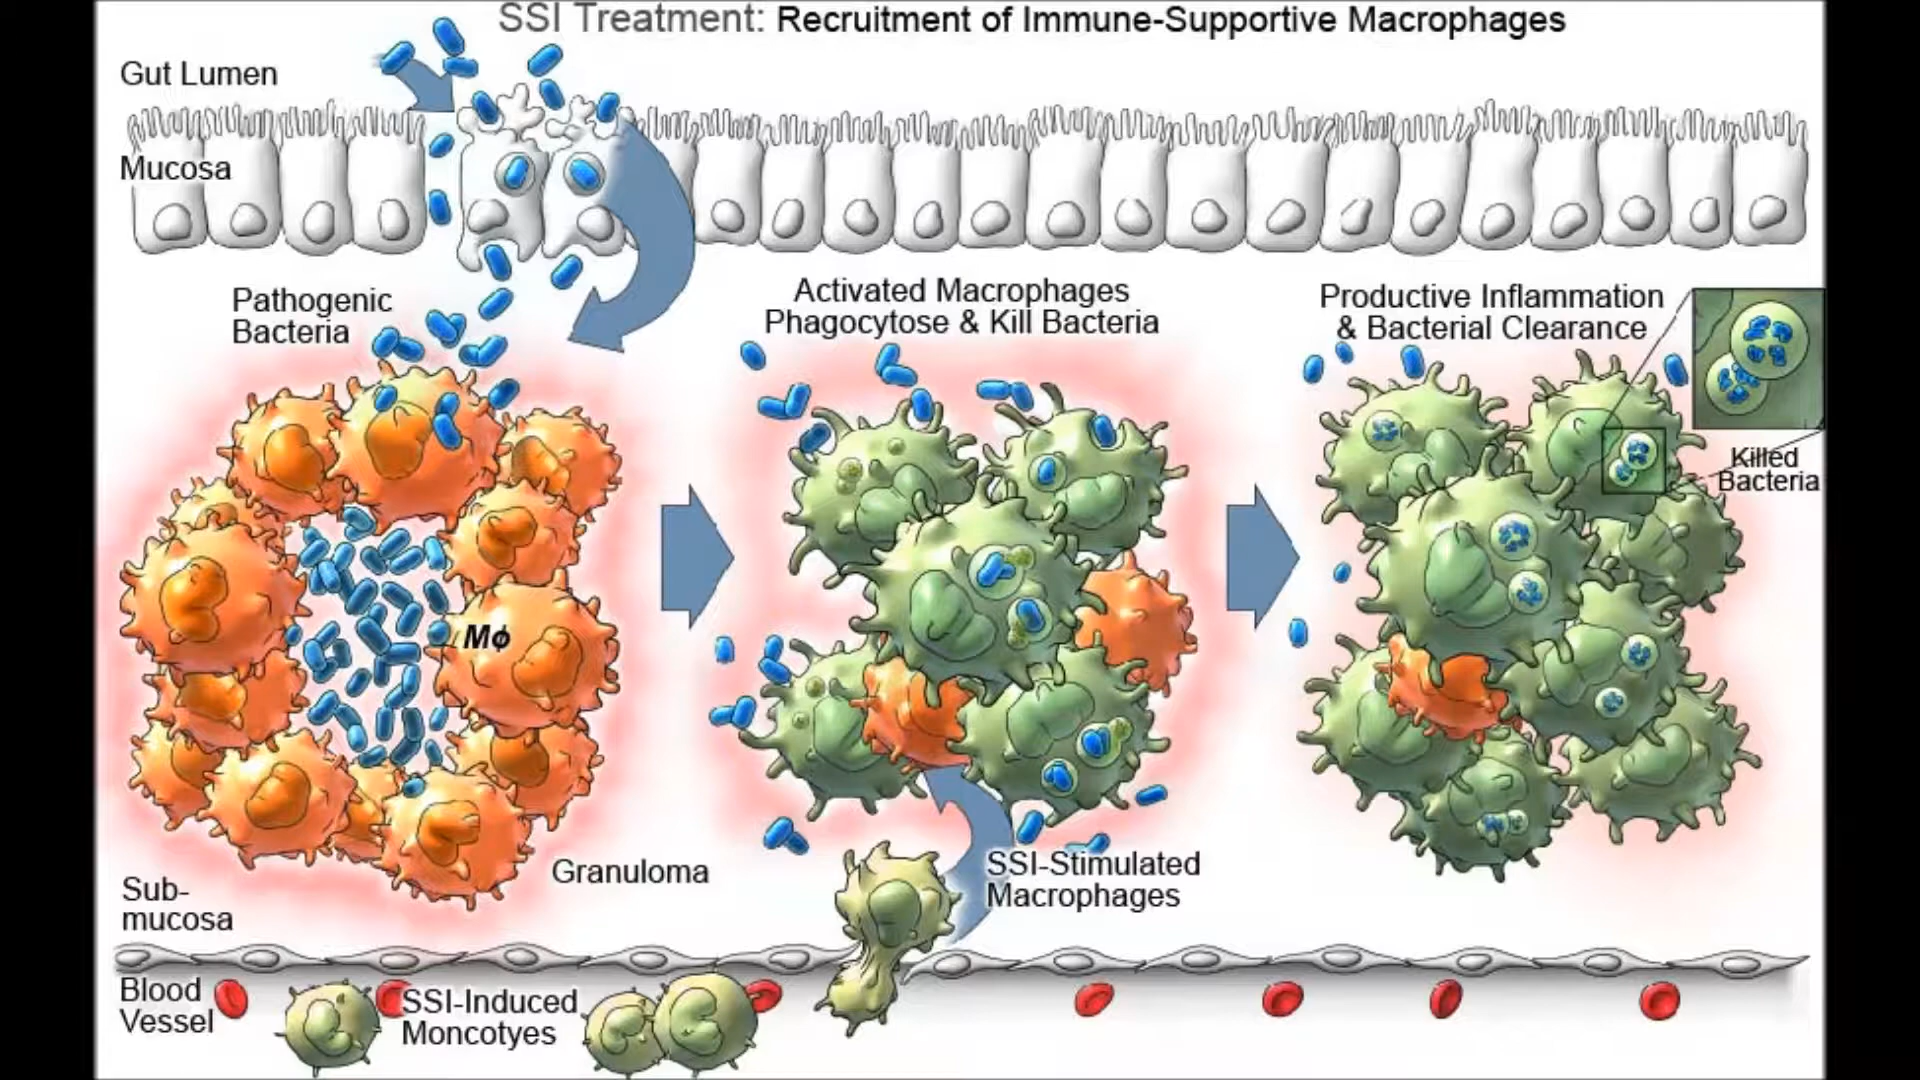 SSI Treatment: Recruitment of Immune-Supportive Macrophages
Gut Lumen
Mucosa
Pathogenic
Bacteria
Activated Macrophages
Phagocytose & Kill Bacteria
Productive Inflammation
& Bacterial Clearance
Killed
Bacteria
Mϕ
Granuloma
SSI-Stimulated
Macrophages
Sub-
mucosa
Blood
Vessel
SSI-Induced
Moncotyes